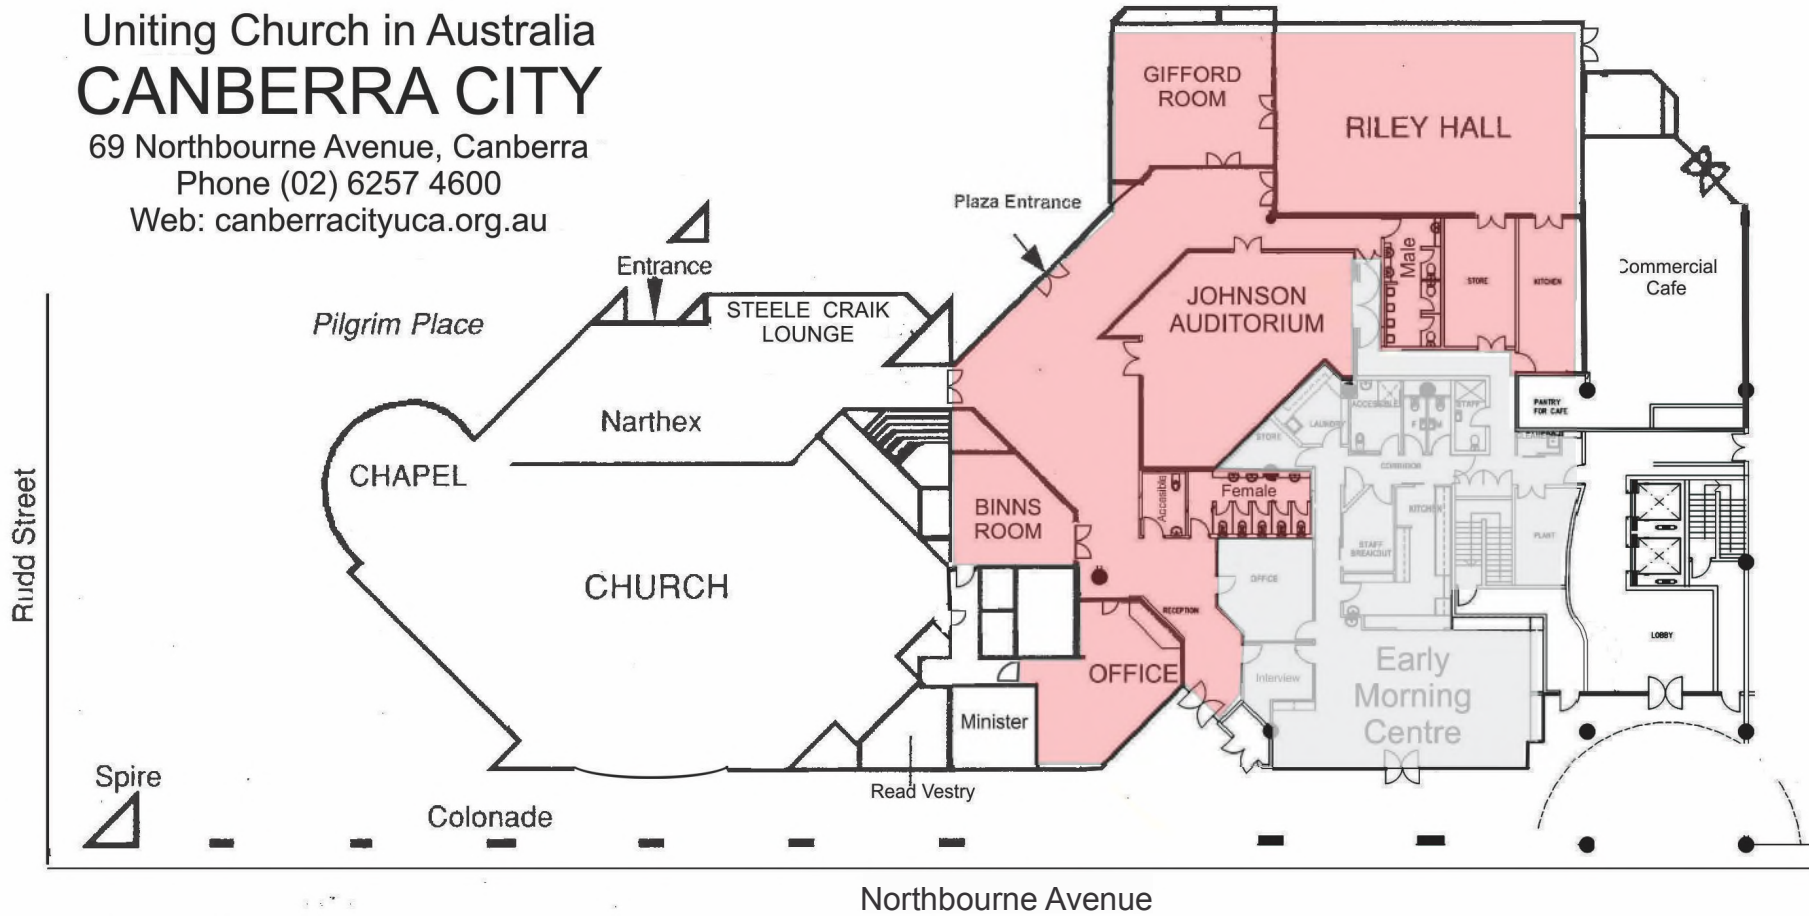 Uniting Church in Australia
CANBERRA CITY
69 Northbourne Avenue, Canberra
Phone (02) 6257 4600
Web: canberracityuca.org.au
GIFFORD
ROOM
RILEY HALL
Plaza Entrance
Entrance
Pilgrim Place
STEELE CRAIK
LOUNGE
JOHNSON
AUDITORIUM
Male
STORE
KITCHEN
Commercial
Cafe
Narthex
CHAPEL
PANTRY
FOR CAFE
ACCESSIBLE
STAFF
LAUNDRY
F
M
STORE
CORRIDOR
Rudd Street
BINNS
ROOM
Accesible
Female
KITCHEN
STAFF
BREAKOUT
PLANT
CHURCH
OFFICE
RECEPTION
LOBBY
OFFICE
Interview
Early
Morning
Centre
Minister
Spire
Read Vestry
Colonade
Northbourne Avenue